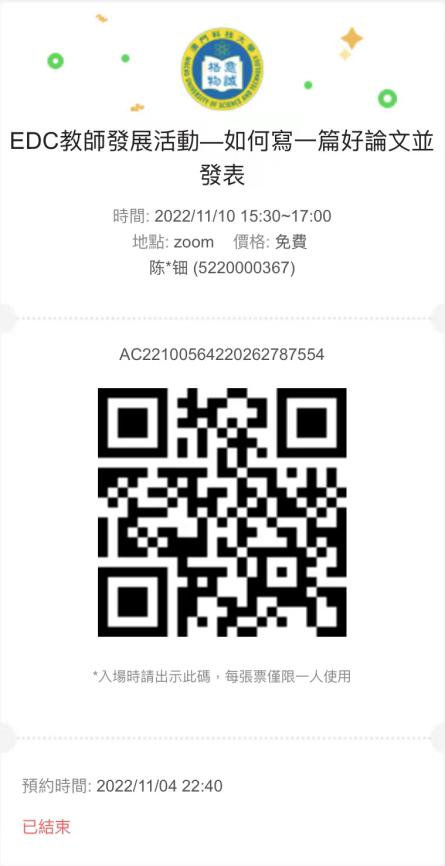 澳門科技大學
意誠
格物
MACAU UNIVERSITY OF SCIENCE AND TECHNOLOGY
EDC教師發展活動—如何寫一篇好論文並
發表
時間: 2022/11/10 15:30~17:00
地點: zoom 價格: 免費
陈*钿 (5220000367)
AC22100564220262787554
*入場時請出示此碼，每張票僅限一人使用
預約時間: 2022/11/04 22:40
已結束